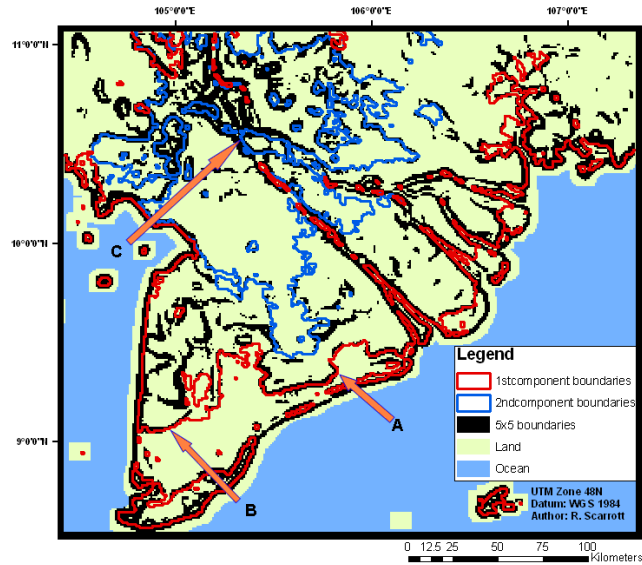 105°0'0"E 106°0'0"E 107°0'0"E
11°0'0"N
10°0'0"N
C
Legend
1stcomponent boundaries
2ndcomponent boundaries
5x5 boundaries
Land
Ocean
A
9°0'0"N
B
UTM Zone 48N
Datum: WGS 1984
Author: R. Scarrott
0 12.5 25 50 75 100
Kilometers